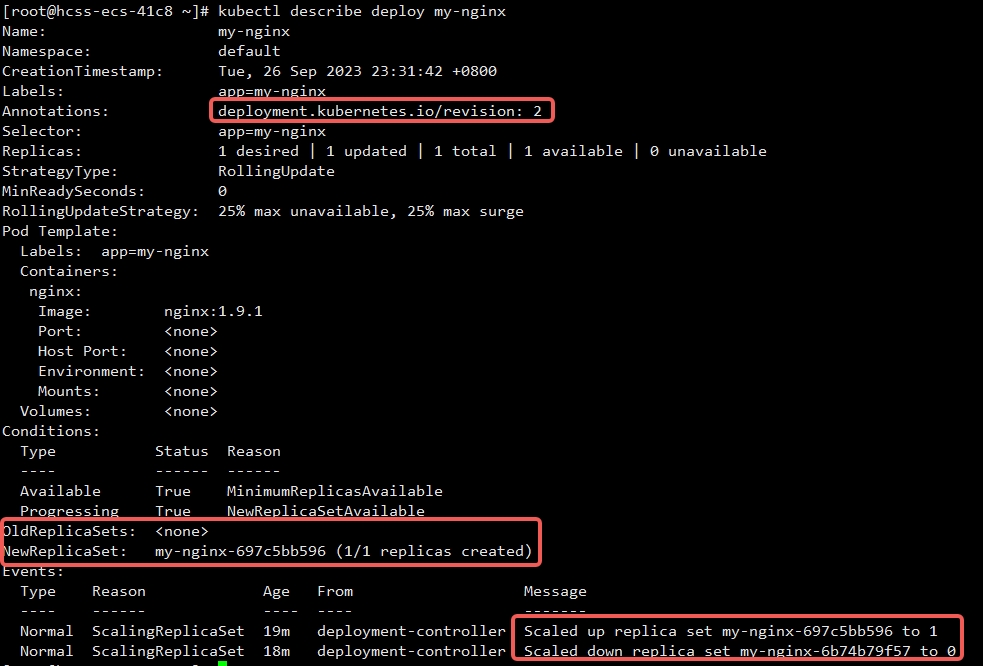 [root@hcss-ecs-41c8 ~]# kubectl describe deploy my-nginx
Name:                   my-nginx
Namespace:              default
CreationTimestamp:      Tue, 26 Sep 2023 23:31:42 +0800
Labels:                 app=my-nginx
Annotations:            deployment.kubernetes.io/revision: 2
Selector:               app=my-nginx
Replicas:               1 desired | 1 updated | 1 total | 1 available | 0 unavailable
StrategyType:           RollingUpdate
MinReadySeconds:        0
RollingUpdateStrategy:  25% max unavailable, 25% max surge
Pod Template:
  Labels:  app=my-nginx
  Containers:
   nginx:
    Image:        nginx:1.9.1
    Port:         <none>
    Host Port:    <none>
    Environment:  <none>
    Mounts:       <none>
  Volumes:        <none>
Conditions:
  Type           Status  Reason
  ----           ------  ------
  Available      True    MinimumReplicasAvailable
  Progressing    True    NewReplicaSetAvailable
OldReplicaSets:  <none>
NewReplicaSet:   my-nginx-697c5bb596 (1/1 replicas created)
Events:
  Type    Reason             Age   From                   Message
  ----    ------             ----  ----                   -------
  Normal  ScalingReplicaSet  19m   deployment-controller  Scaled up replica set my-nginx-697c5bb596 to 1
  Normal  ScalingReplicaSet  18m   deployment-controller  Scaled down replica set my-nginx-6b74b79f57 to 0